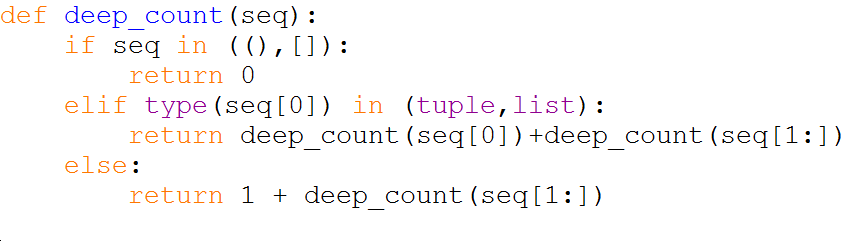 def deep_count(seq):
    if seq in ((),[]):
        return 0
    elif type(seq[0]) in (tuple,list):
        return deep_count(seq[0])+deep_count(seq[1:])
    else:
        return 1 + deep_count(seq[1:])